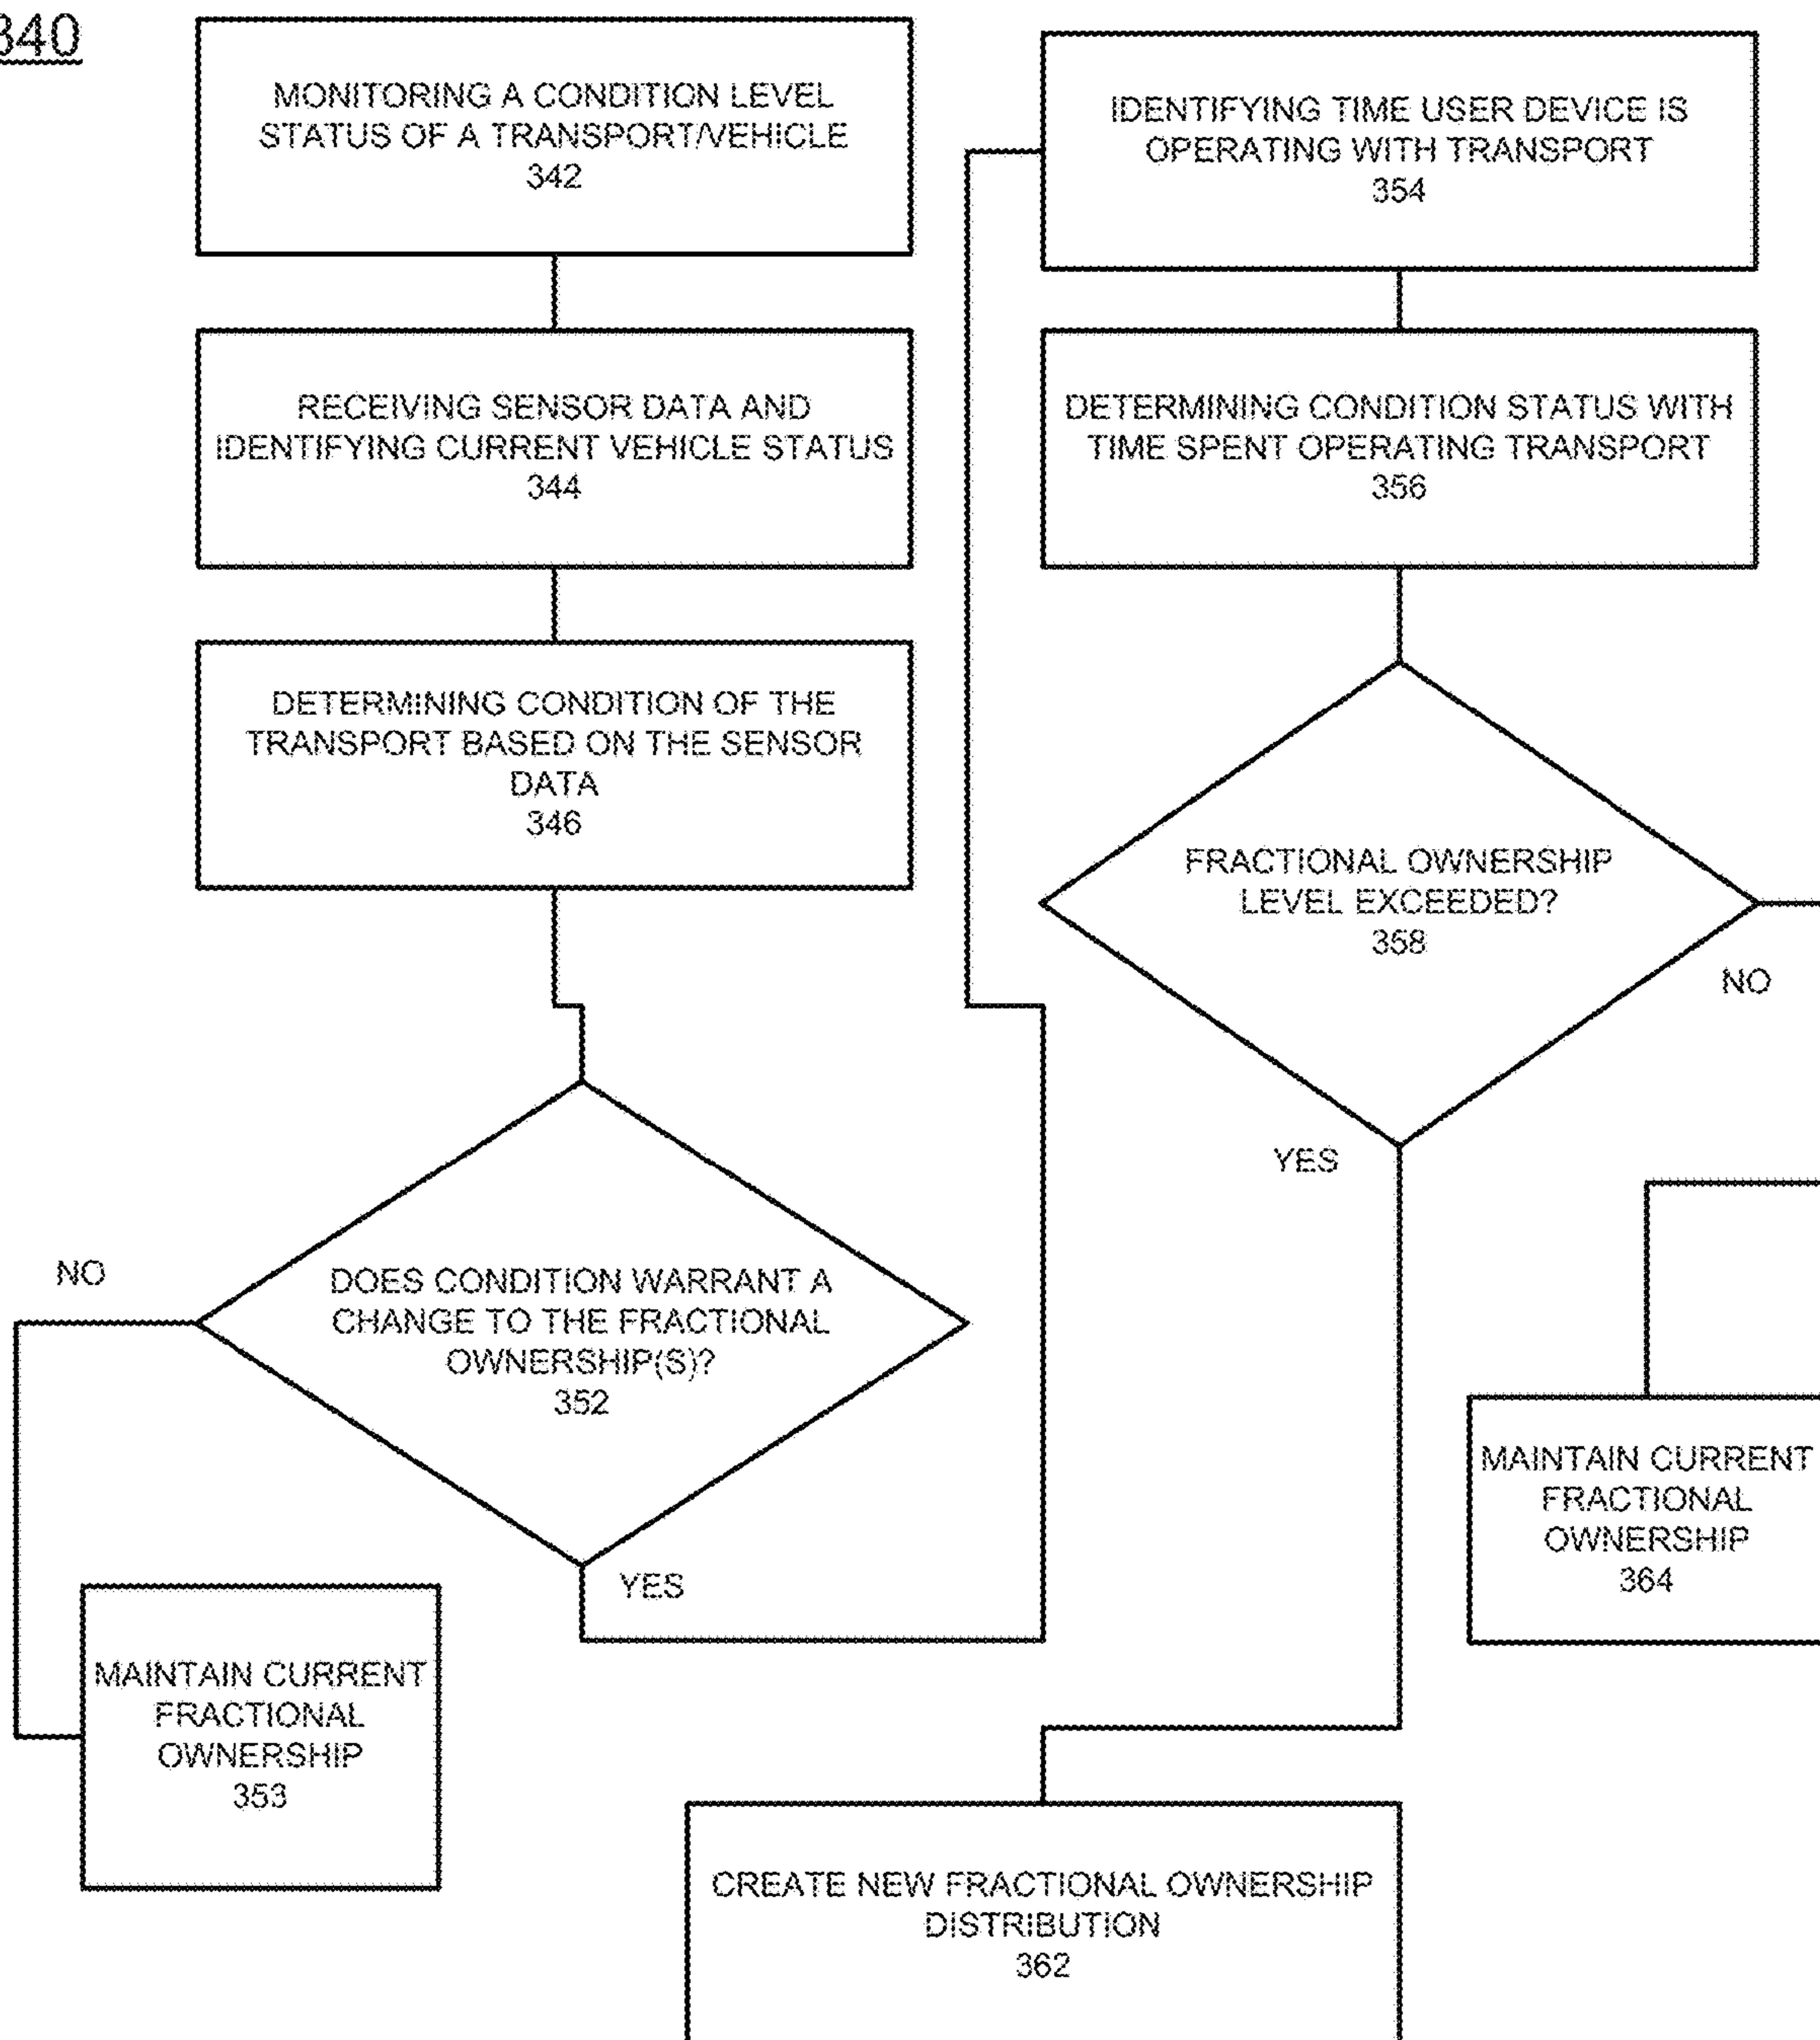 340
MONITORING A CONDITION LEVEL
STATUS OF A TRANSPORT/VEHICLE
342
RECEIVING SENSOR DATA AND
IDENTIFYING CURRENT VEHICLE STATUS
344
DETERMINING CONDITION OF THE
TRANSPORT BASED ON THE SENSOR
DATA
346
DOES CONDITION WARRANT A
CHANGE TO THE FRACTIONAL
OWNERSHIP(S)?
352
NO
YES
MAINTAIN CURRENT
FRACTIONAL
OWNERSHIP
353
IDENTIFYING TIME USER DEVICE IS
OPERATING WITH TRANSPORT
354
DETERMINING CONDITION STATUS WITH
TIME SPENT OPERATING TRANSPORT
356
FRACTIONAL OWNERSHIP
LEVEL EXCEEDED?
358
NO
YES
MAINTAIN CURRENT
FRACTIONAL
OWNERSHIP
364
CREATE NEW FRACTIONAL OWNERSHIP
DISTRIBUTION
362